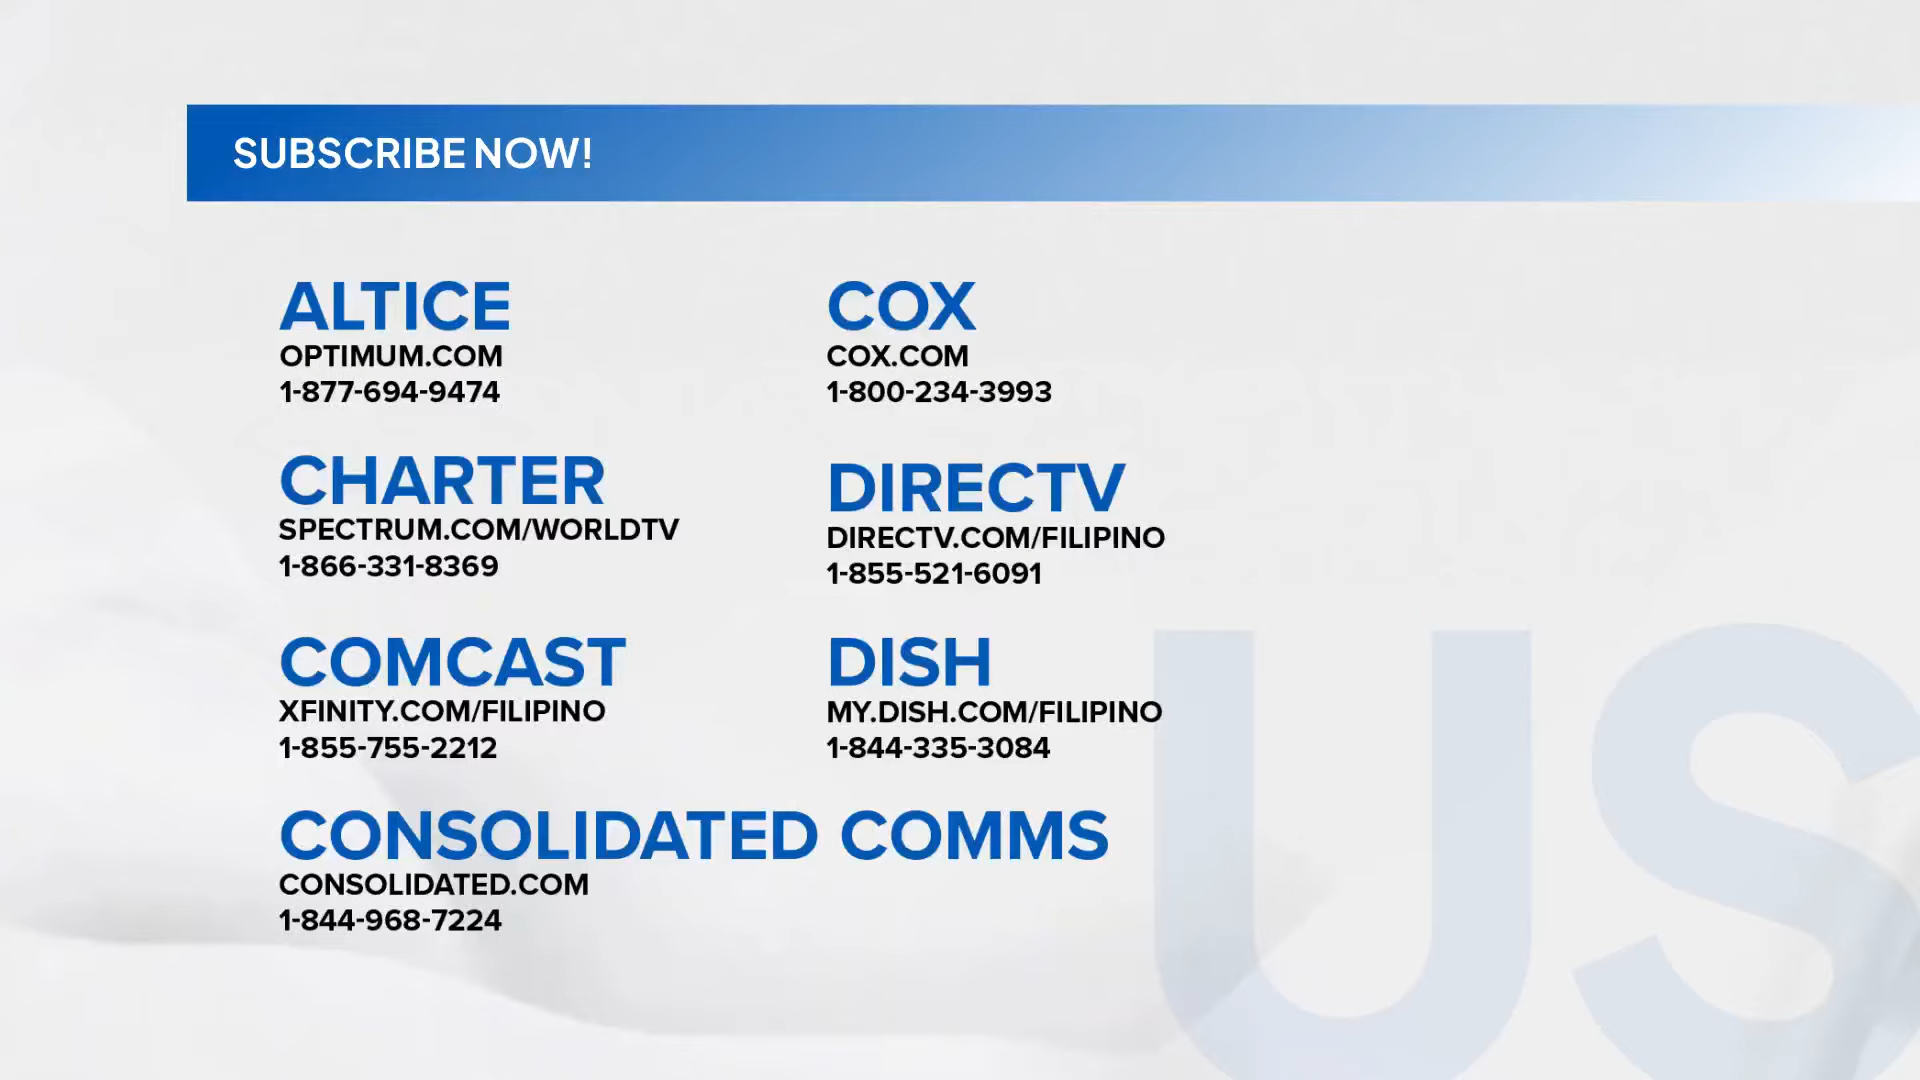 SUBSCRIBE NOW!
ALTICE
OPTIMUM.COM
1-877-694-9474
CHARTER
SPECTRUM.COM/WORLDTV
1-866-331-8369
COMCAST
XFINITY.COM/FILIPINO
1-855-755-2212
CONSOLIDATED COMMS
CONSOLIDATED.COM
1-844-968-7224
COX
COX.COM
1-800-234-3993
DIRECTV
DIRECTV.COM/FILIPINO
1-855-521-6091
DISH
MY.DISH.COM/FILIPINO
1-844-335-3084
US